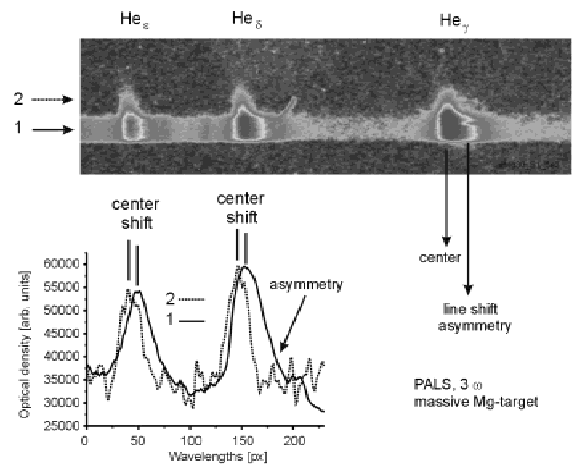 Heε
Heδ
Heγ
2
1
center
shift
center
shift
center
line shift
asymmetry
asymmetry
2
1
PALS, 3 ω
massive Mg-target
Optical density [arb. units]
60000
55000
50000
45000
40000
35000
30000
25000
0
50
100
150
200
Wavelengths [px]